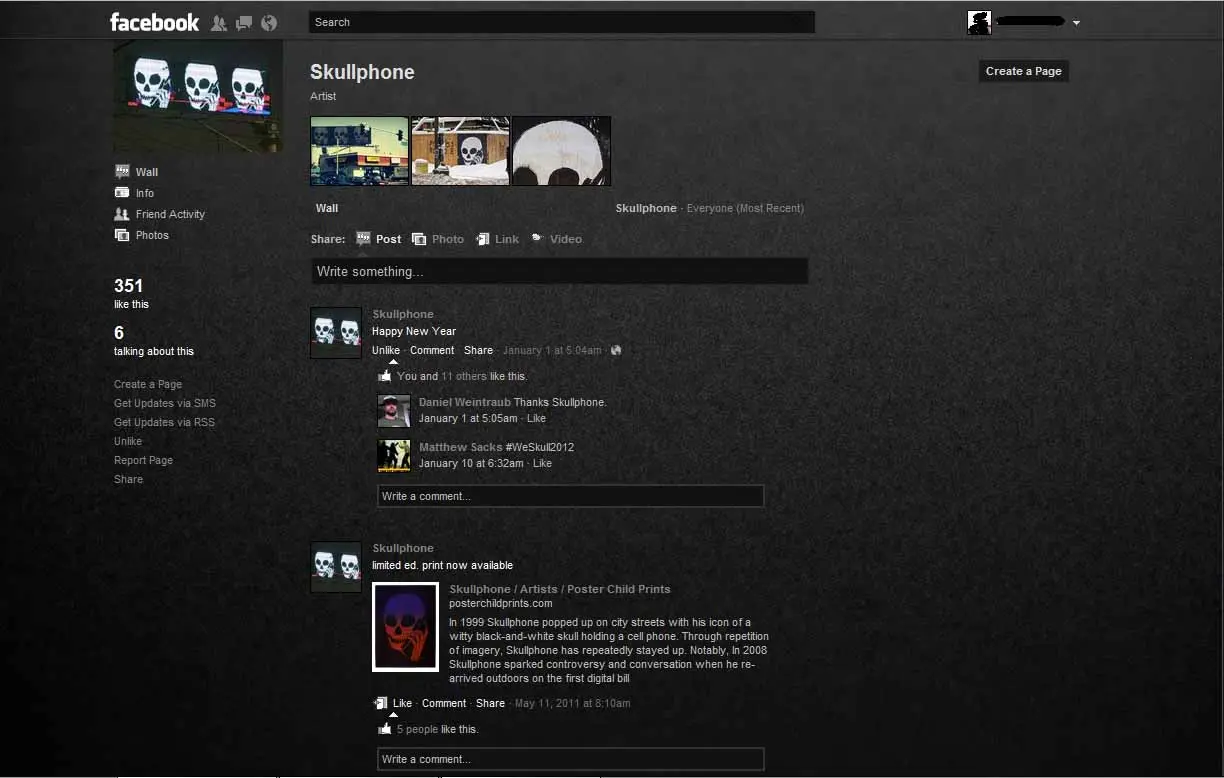 facebook
Search
Create a Page
Skullphone
Artist
Wall
Info
Friend Activity
Photos
351
like this
6
talking about this
Create a Page
Get Updates via SMS
Get Updates via RSS
Unlike
Report Page
Share
Wall
Skullphone · Everyone (Most Recent)
Share: Post Photo Link Video
Write something...
Skullphone
Happy New Year
Unlike · Comment Share · January 1 at 5:04am ·
You and 11 others like this.
Daniel Weintraub Thanks Skullphone.
January 1 at 5:05am · Like
Matthew Sacks #WeSkull2012
January 10 at 6:32am · Like
Write a comment...
Skullphone
limited ed. print now available
Skullphone / Artists / Poster Child Prints
posterchildprints.com
In 1999 Skullphone popped up on city streets with his icon of a
witty black-and-white skull holding a cell phone. Through repetition
of imagery, Skullphone has repeatedly stayed up. Notably, In 2008
Skullphone sparked controversy and conversation when he re-
arrived outdoors on the first digital bill
Like · Comment · Share · May 11, 2011 at 8:10am
5 people like this.
Write a comment...